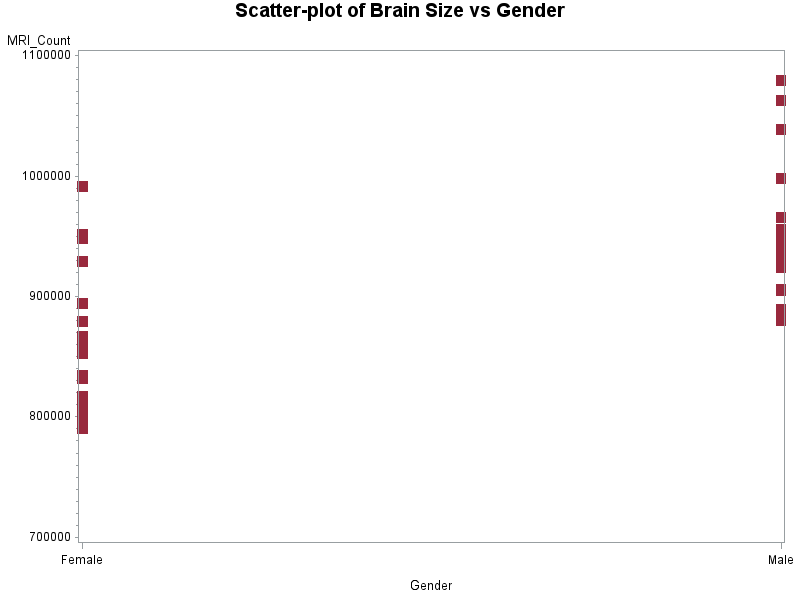 Scatter-plot of Brain Size vs Gender
MRI_Count
1100000
1000000
900000
800000
700000
Female
Male
Gender